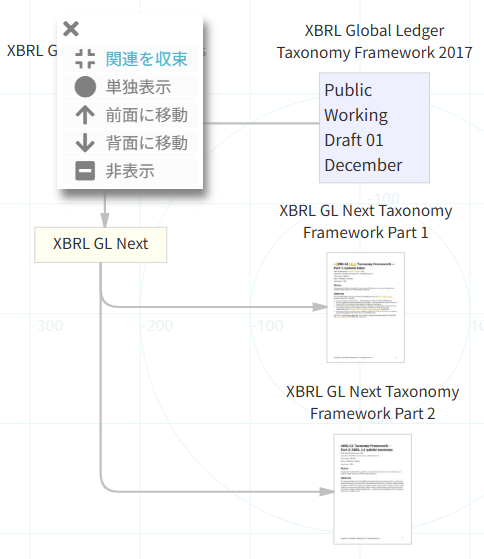 XBRL Global Ledger
Taxonomy Framework 2017
XBRL G
s
関連を収束
単独表示
前面に移動
背面に移動
非表示
Public
Working
Draft 01
December
-100
XBRL GL Next Taxonomy
Framework Part 1
XBRL GL Next
-300
-200
-100
10
XBRL GL Next Taxonomy
Framework Part 2